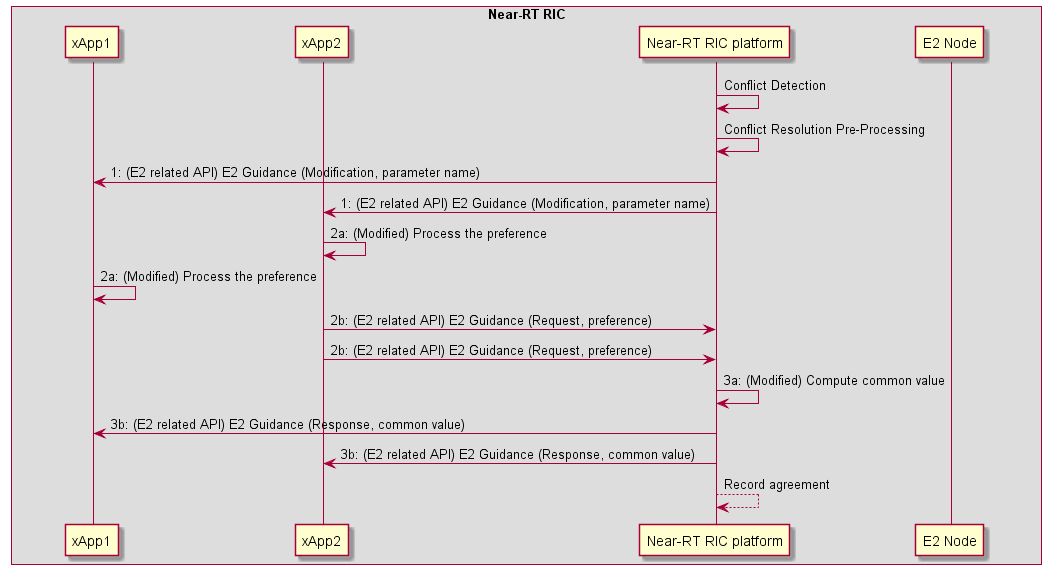 Near-RT RIC
xApp1
xApp2
Near-RT RIC platform
E2 Node
Conflict Detection
Conflict Resolution Pre-Processing
1: (E2 related API) E2 Guidance (Modification, parameter name)
1: (E2 related API) E2 Guidance (Modification, parameter name)
2a: (Modified) Process the preference
2a: (Modified) Process the preference
2b: (E2 related API) E2 Guidance (Request, preference)
2b: (E2 related API) E2 Guidance (Request, preference)
3a: (Modified) Compute common value
3b: (E2 related API) E2 Guidance (Response, common value)
3b: (E2 related API) E2 Guidance (Response, common value)
Record agreement
xApp1
xApp2
Near-RT RIC platform
E2 Node